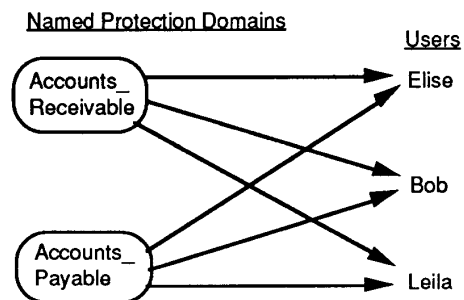 Named Protection Domains
Users
Accounts_
Receivable
Elise
Bob
Accounts_
Payable
Leila